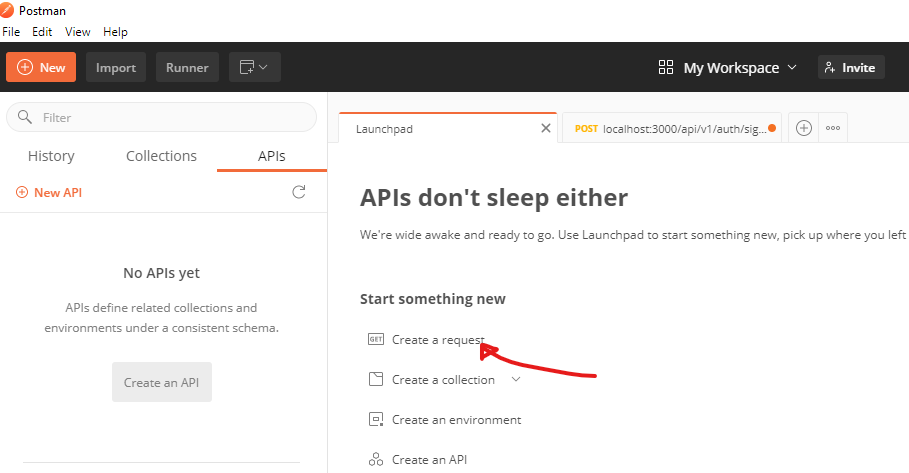 Postman
File Edit View Help
New Import Runner My Workspace Invite
Filter
History Collections APIs
New API
No APIs yet
APIs define related collections and
environments under a consistent schema.
Create an API
Launchpad
POST localhost:3000/api/v1/auth/sig...
APIs don't sleep either
We're wide awake and ready to go. Use Launchpad to start something new, pick up where you left
Start something new
GET Create a request
Create a collection
Create an environment
Create an API